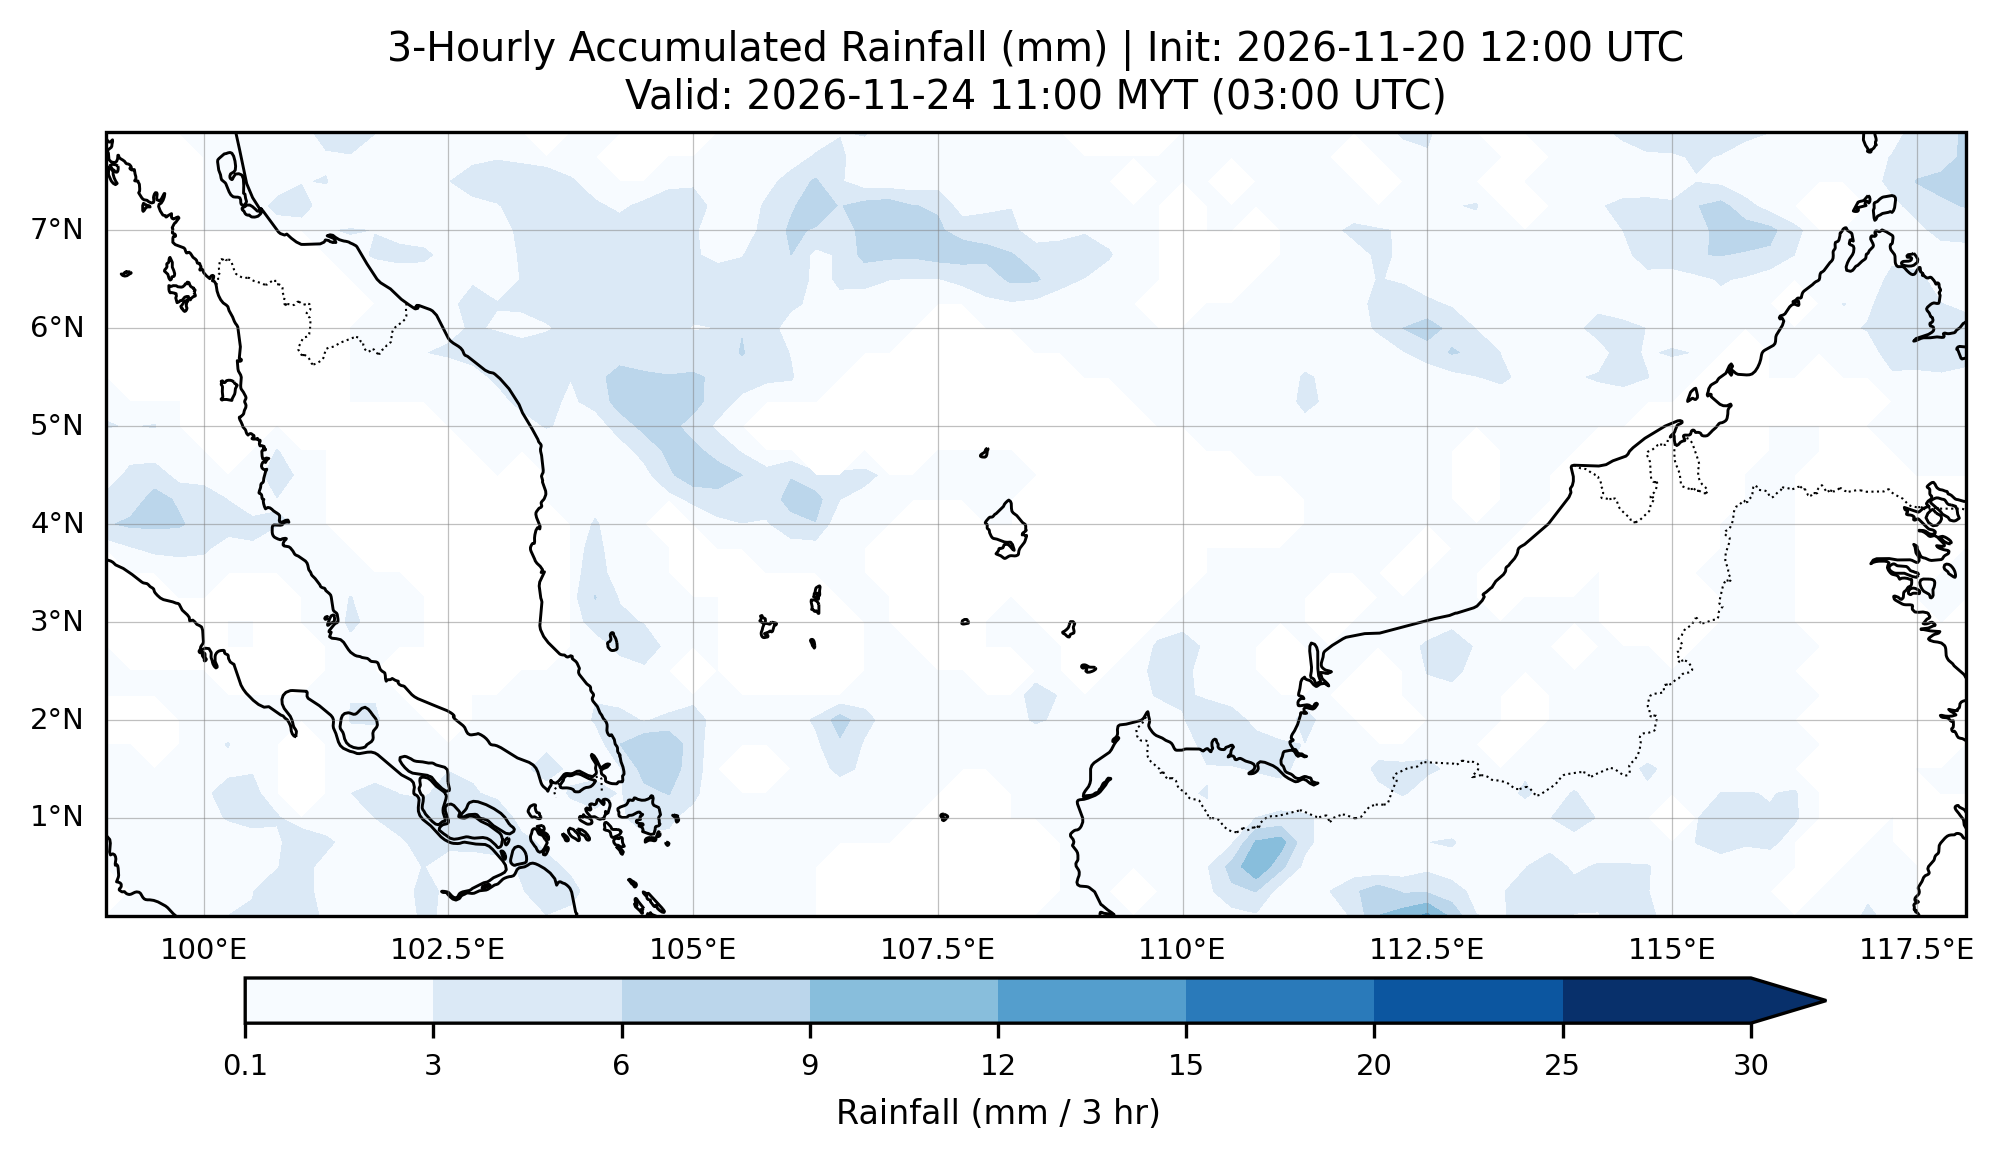 3-Hourly Accumulated Rainfall (mm) | Init: 2026-11-20 12:00 UTC
Valid: 2026-11-24 11:00 MYT (03:00 UTC)
7°N
6°N
5°N
4°N
3°N
2°N
1°N
100°E 102.5°E 105°E 107.5°E 110°E 112.5°E 115°E 117.5°E
0.1 3 6 9 12 15 20 25 30
Rainfall (mm / 3 hr)